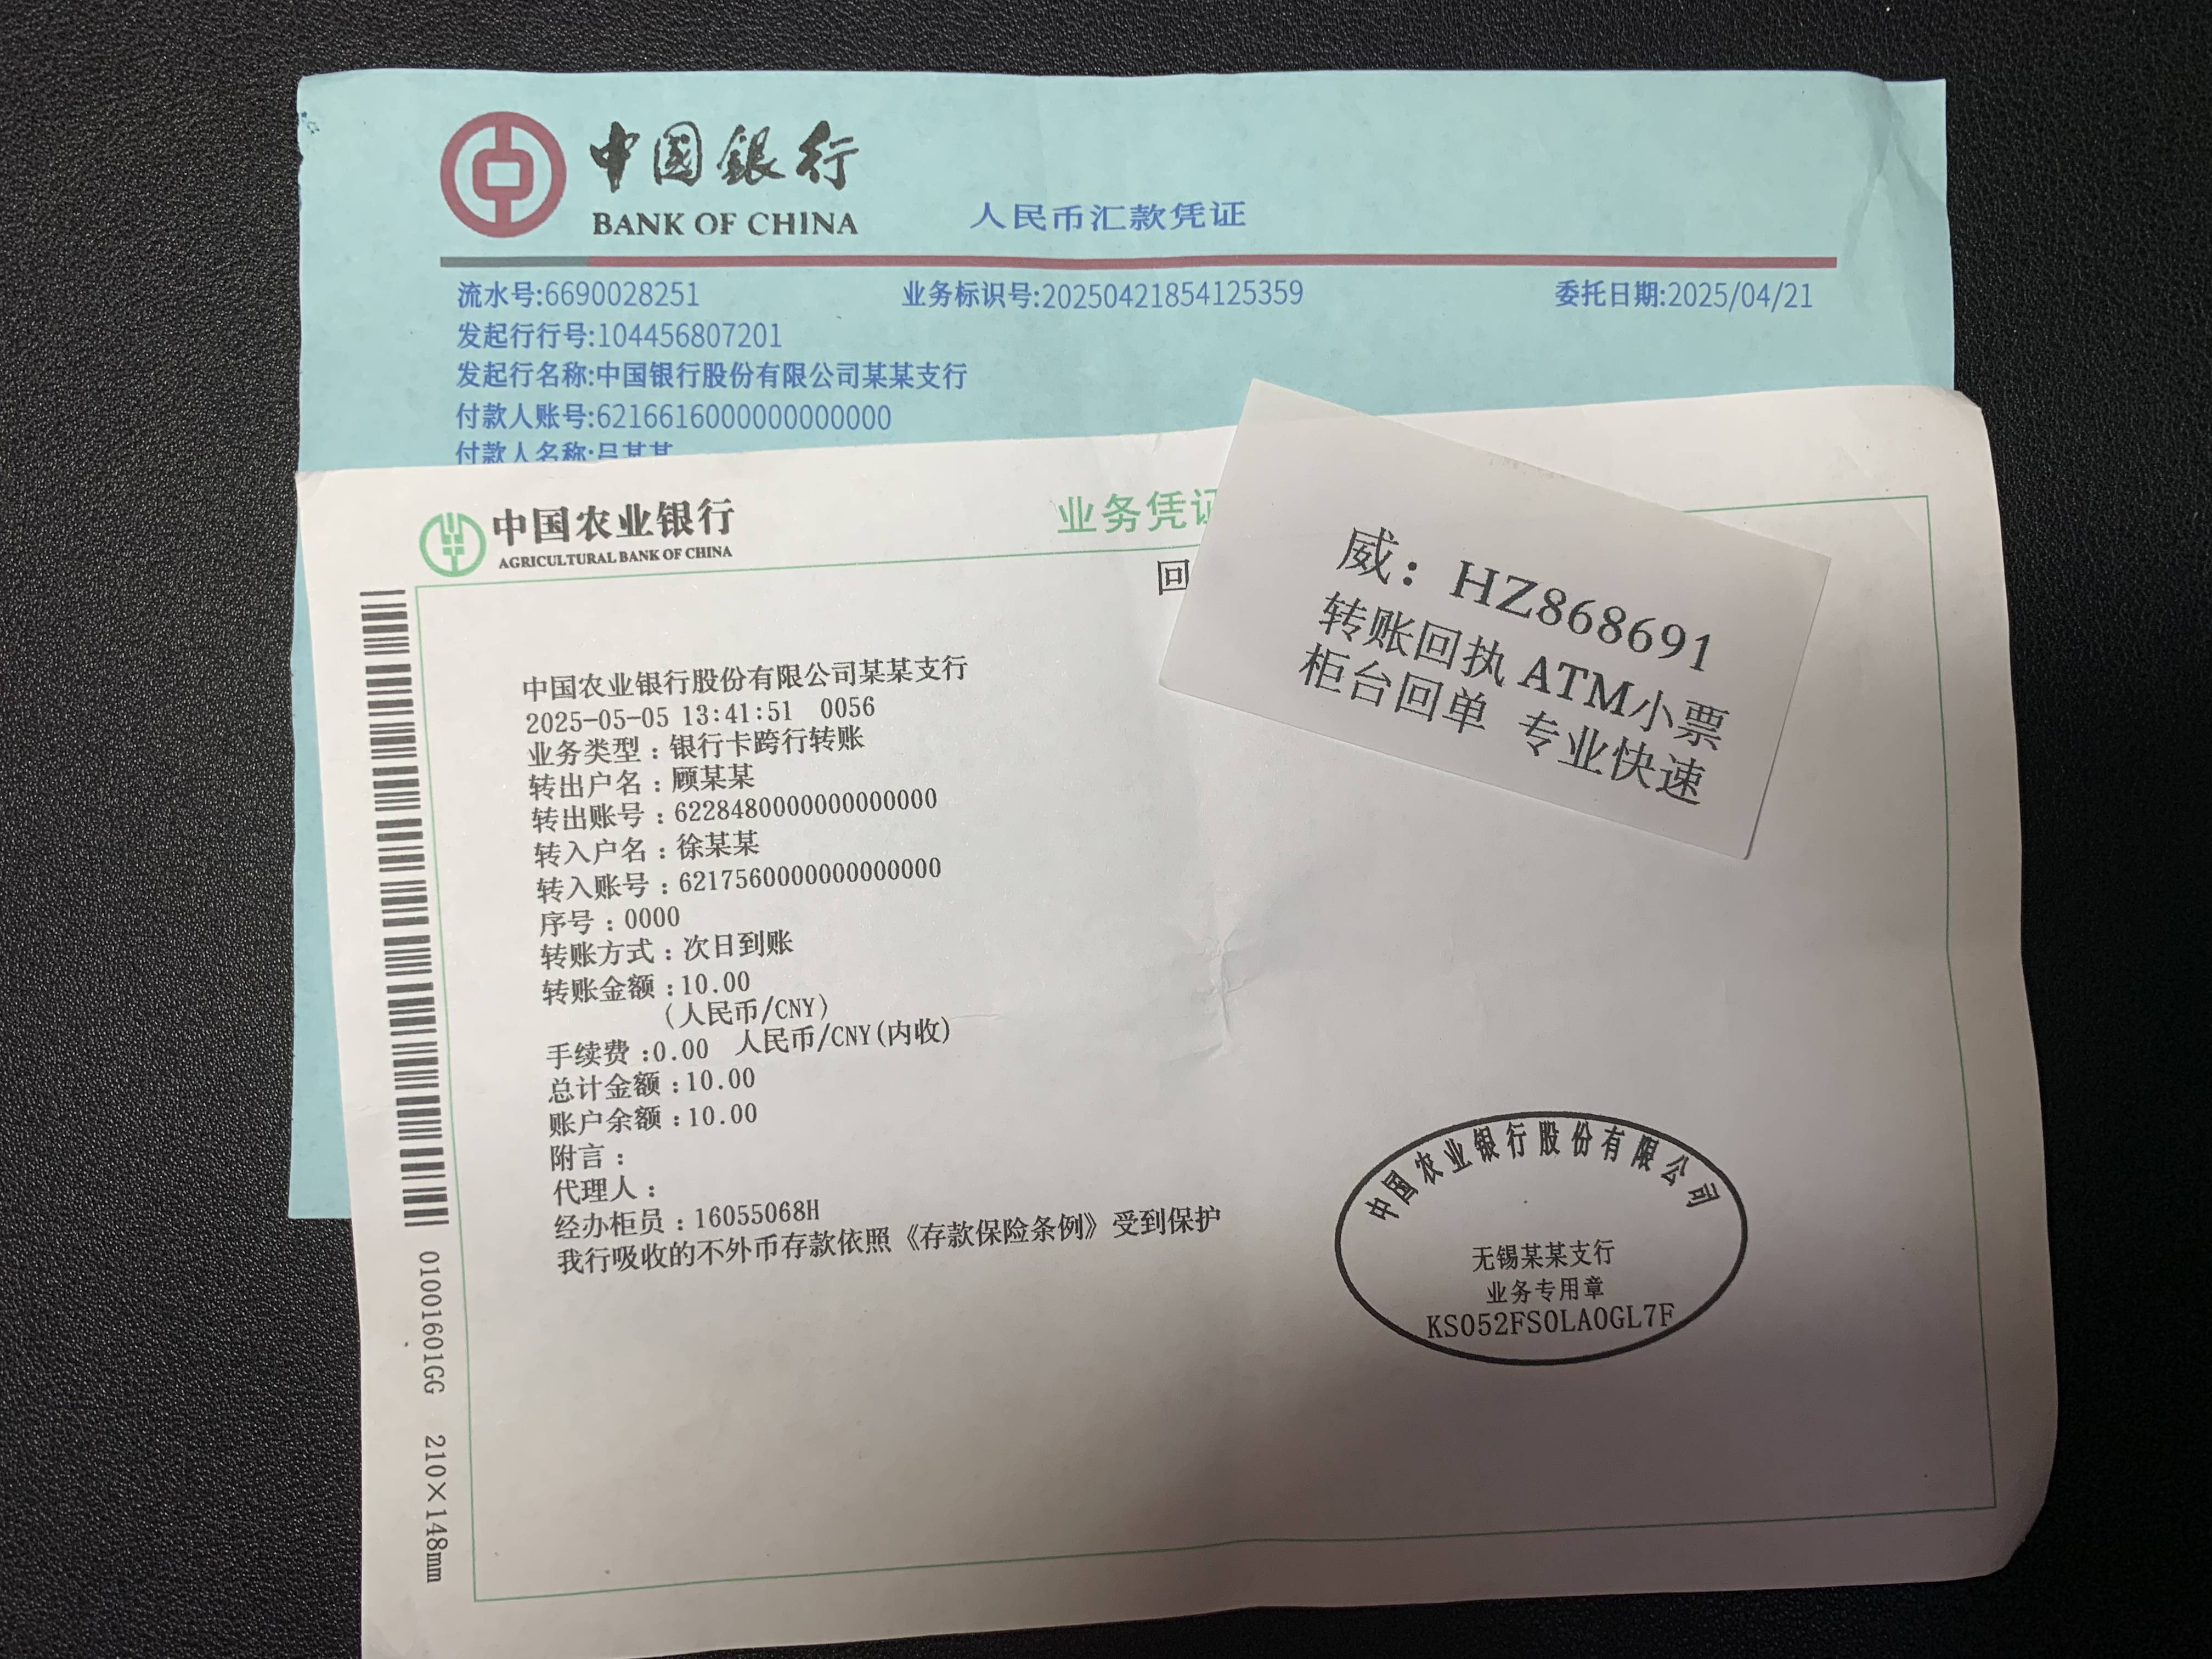 中国銀行
BANK OF CHINA
人民币汇款凭证
流水号:6690028251 业务标识号:20250421854125359 委托日期:2025/04/21
发起行行号:104456807201
发起行名称:中国银行股份有限公司某某支行
付款人账号:6216616000000000000
付款人名称:吕某某
中国农业银行
AGRICULTURAL BANK OF CHINA
业务凭证
回
威：HZ868691
转账回执 ATM小票
柜台回单 专业快速
中国农业银行股份有限公司某某支行
2025-05-05 13:41:51 0056
业务类型：银行卡跨行转账
转出户名：顾某某
转出账号：6228480000000000000
转入户名：徐某某
转入账号：6217560000000000000
序号：0000
转账方式：次日到账
转账金额:10.00
(人民币/CNY)
手续费:0.00 人民币/CNY(内收)
总计金额:10.00
账户余额:10.00
附言：
代理人：
经办柜员：16055068H
我行吸收的不外币存款依照《存款保险条例》受到保护
中国农业银行股份有限公司
无锡某某支行
业务专用章
KS052FS0LA0GL7F
01001601GG 210×148mm